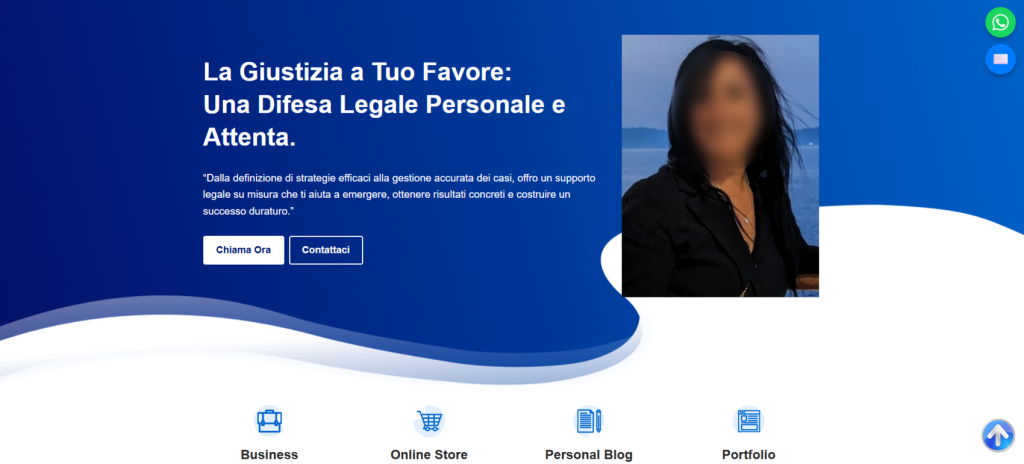 La Giustizia a Tuo Favore:
Una Difesa Legale Personale e
Attenta.
“Dalla definizione di strategie efficaci alla gestione accurata dei casi, offro un supporto
legale su misura che ti aiuta a emergere, ottenere risultati concreti e costruire un
successo duraturo.”
Chiama Ora Contattaci
Business Online Store Personal Blog Portfolio